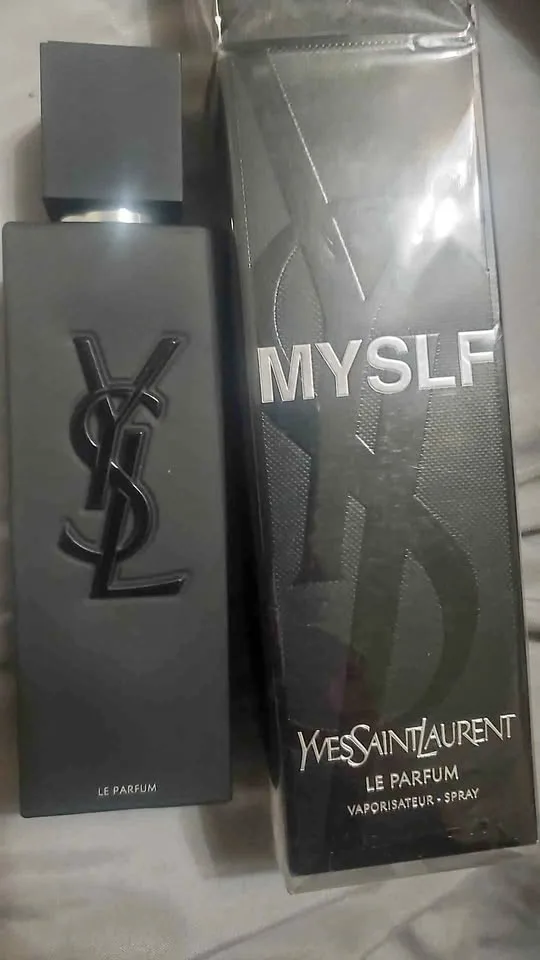 YSL
LE PARFUM
MYSLF
YVESSAINTLAURENT
LE PARFUM
VAPORISATEUR - SPRAY